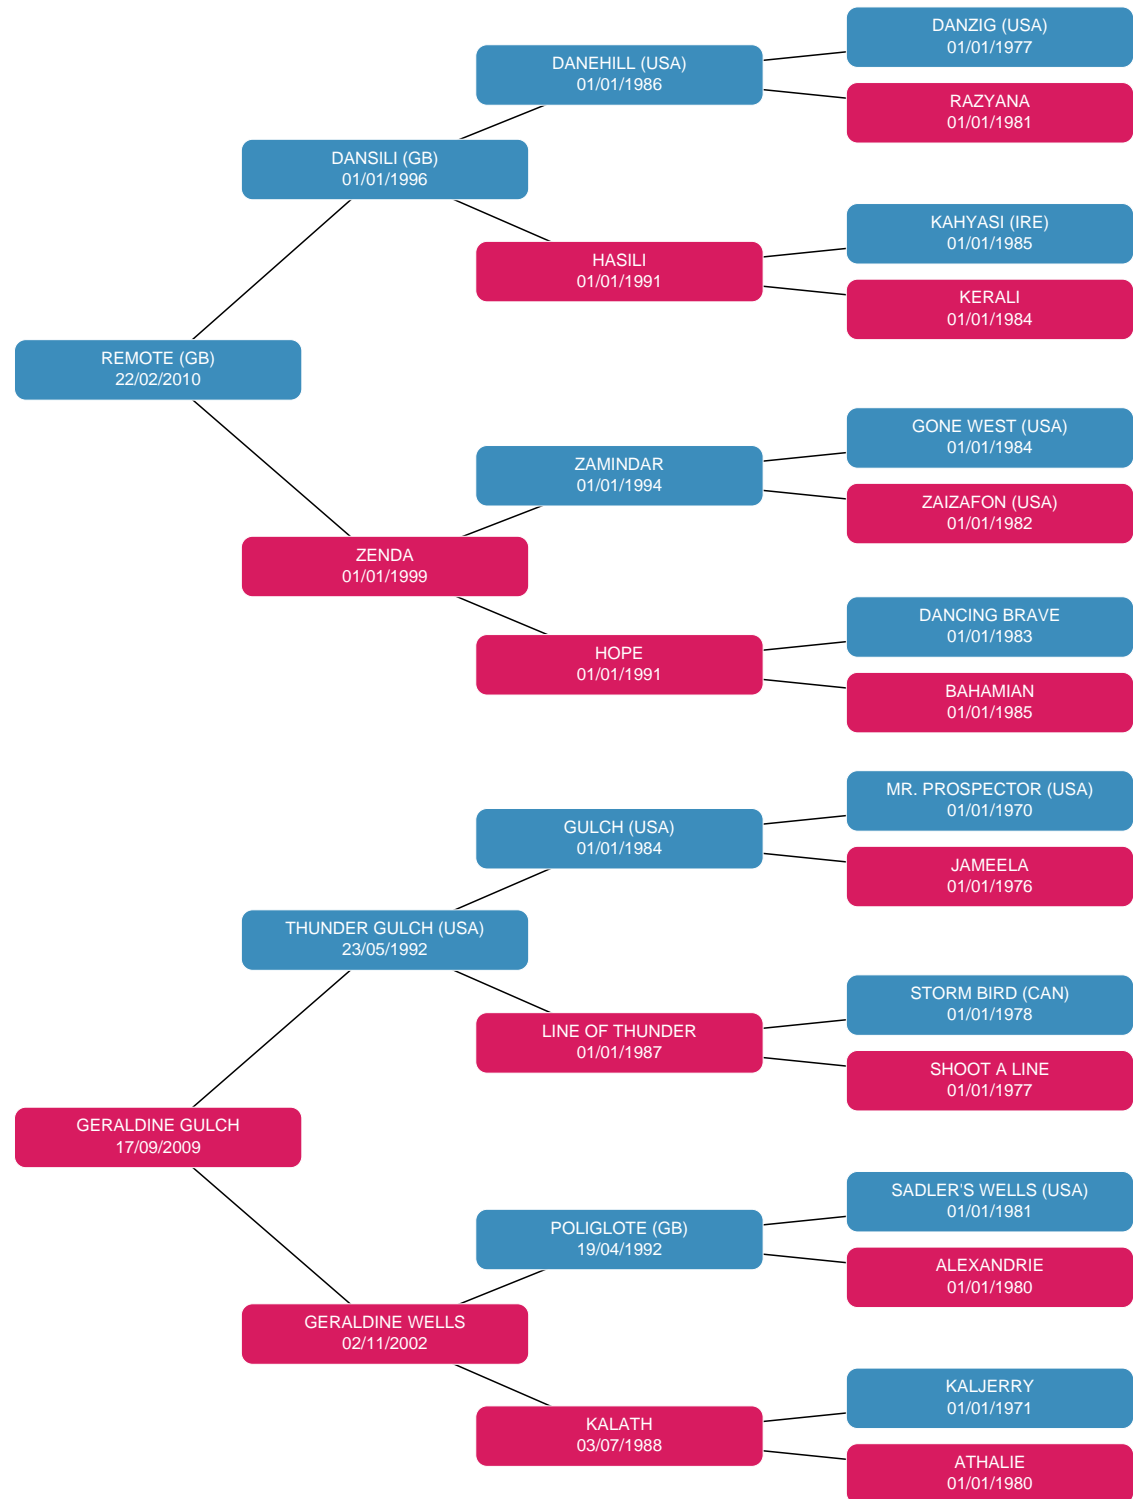 DANZIG (USA)
01/01/1977
DANEHILL (USA)
01/01/1986
RAZYANA
01/01/1981
DANSILI (GB)
01/01/1996
KAHYASI (IRE)
01/01/1985
HASILI
01/01/1991
KERALI
01/01/1984
REMOTE (GB)
22/02/2010
GONE WEST (USA)
01/01/1984
ZAMINDAR
01/01/1994
ZAIZAFON (USA)
01/01/1982
ZENDA
01/01/1999
DANCING BRAVE
01/01/1983
HOPE
01/01/1991
BAHAMIAN
01/01/1985
MR. PROSPECTOR (USA)
01/01/1970
GULCH (USA)
01/01/1984
JAMEELA
01/01/1976
THUNDER GULCH (USA)
23/05/1992
STORM BIRD (CAN)
01/01/1978
LINE OF THUNDER
01/01/1987
SHOOT A LINE
01/01/1977
GERALDINE GULCH
17/09/2009
SADLER'S WELLS (USA)
01/01/1981
POLIGLOTE (GB)
19/04/1992
ALEXANDRIE
01/01/1980
GERALDINE WELLS
02/11/2002
KALJERRY
01/01/1971
KALATH
03/07/1988
ATHALIE
01/01/1980